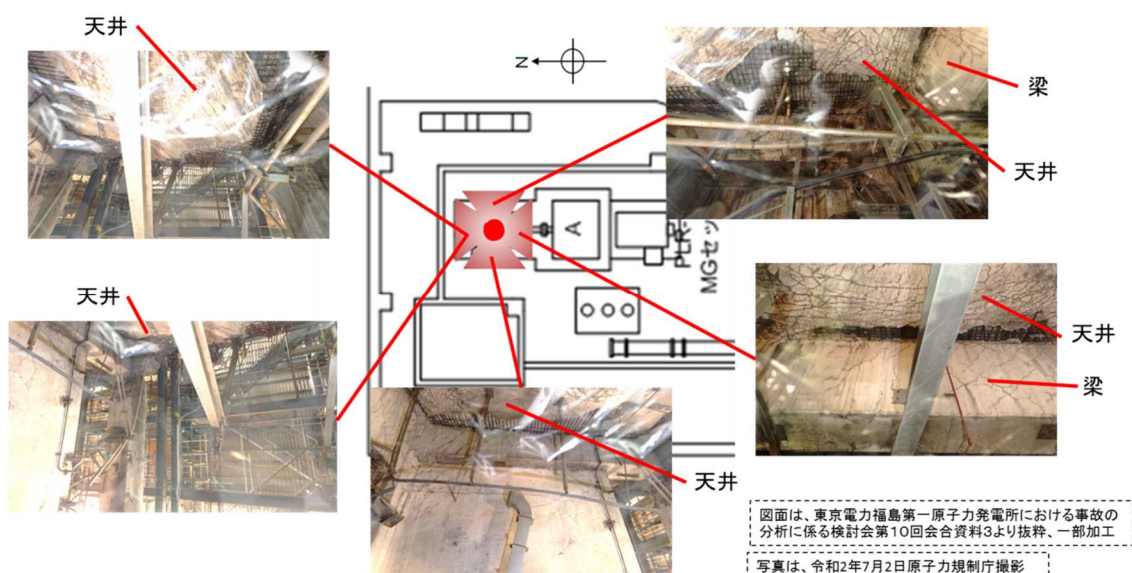 天井
N
梁
天井
A
PLR-
MGセッ
天井
天井
梁
天井
図面は、東京電力福島第一原子力発電所における事故の
分析に係る検討会第10回会合資料3より抜粋、一部加工
写真は、令和2年7月2日原子力規制庁撮影